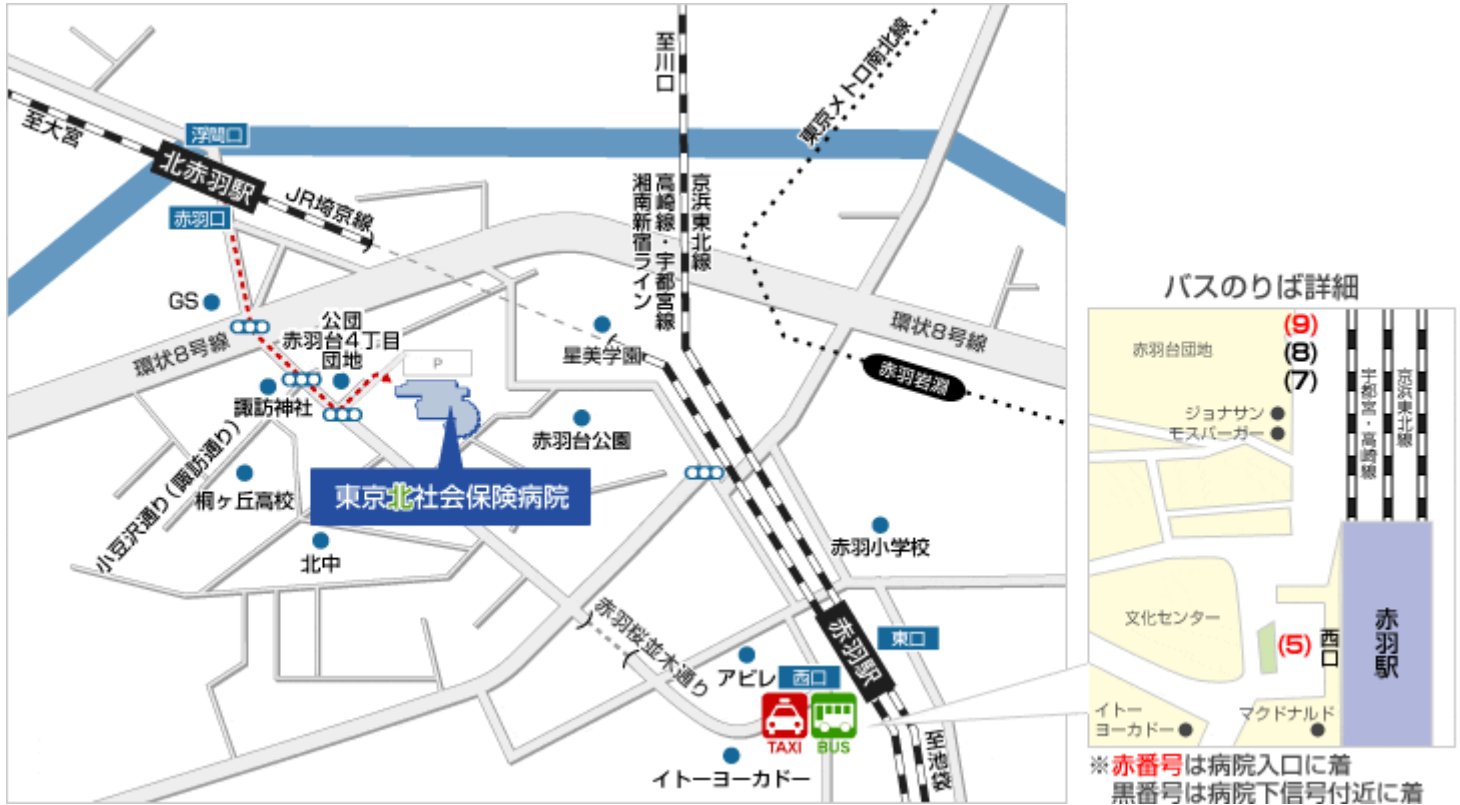 至川口
東京メトロ南北線
浮間口
至大宮
北赤羽駅
JR埼京線
赤羽口
京浜東北線
高崎線・宇都宮線
湘南新宿ライン
GS
環状8号線
公団
赤羽台4丁目
団地
P
星美学園
環状8号線
赤羽岩淵
諏訪神社
赤羽台公園
小豆沢通り(諏訪通り)
桐ヶ丘高校
東京北社会保険病院
北中
赤羽小学校
赤羽桜並木通り
赤羽駅
東口
アビレ
西口
TAXI
BUS
イトーヨーカドー
至池袋
バスのりば詳細
(9)
(8)
(7)
赤羽台団地
宇都宮・高崎線
京浜東北線
ジョナサン
モスバーガー
文化センター
(5)
西口
赤羽駅
イトー
ヨーカドー
マクドナルド
※赤番号は病院入口に着
黒番号は病院下信号付近に着